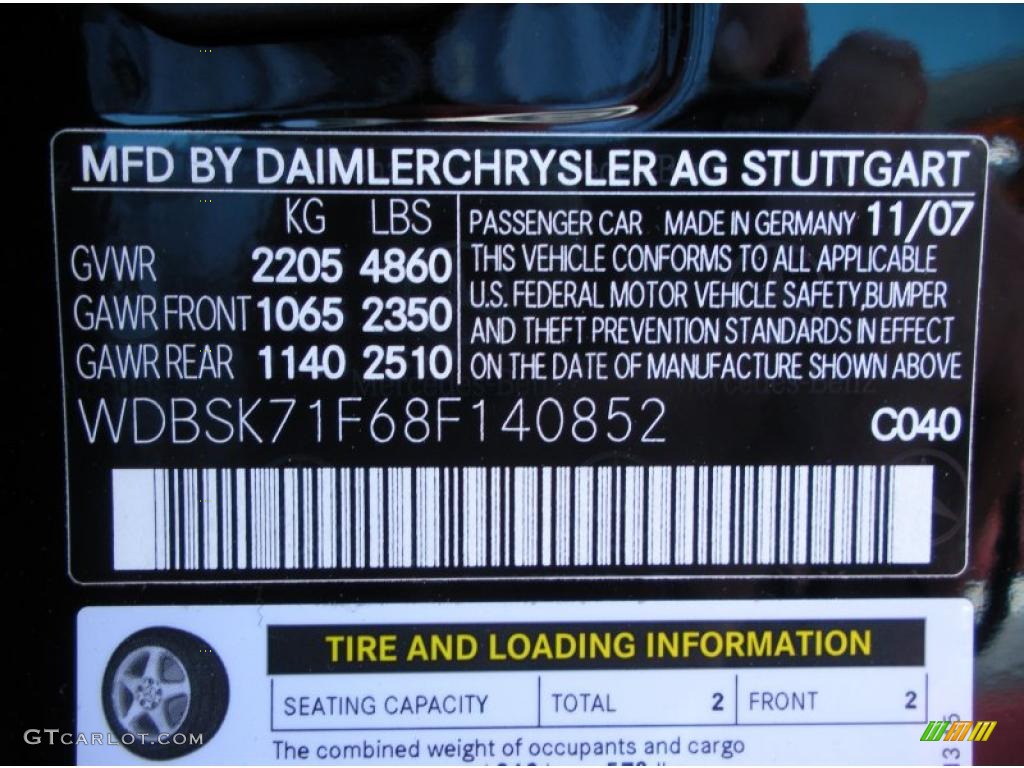 MFD BY DAIMLERCHRYSLER AG STUTTGART
KG LBS
GVWR 2205 4860
GAWR FRONT 1065 2350
GAWR REAR 1140 2510
PASSENGER CAR MADE IN GERMANY 11/07
THIS VEHICLE CONFORMS TO ALL APPLICABLE
U.S. FEDERAL MOTOR VEHICLE SAFETY,BUMPER
AND THEFT PREVENTION STANDARDS IN EFFECT
ON THE DATE OF MANUFACTURE SHOWN ABOVE
Mercedes-Benz
WDBSK71F68F140852
C040
TIRE AND LOADING INFORMATION
SEATING CAPACITY TOTAL 2 FRONT 2
The combined weight of occupants and cargo
GTcarlot.com